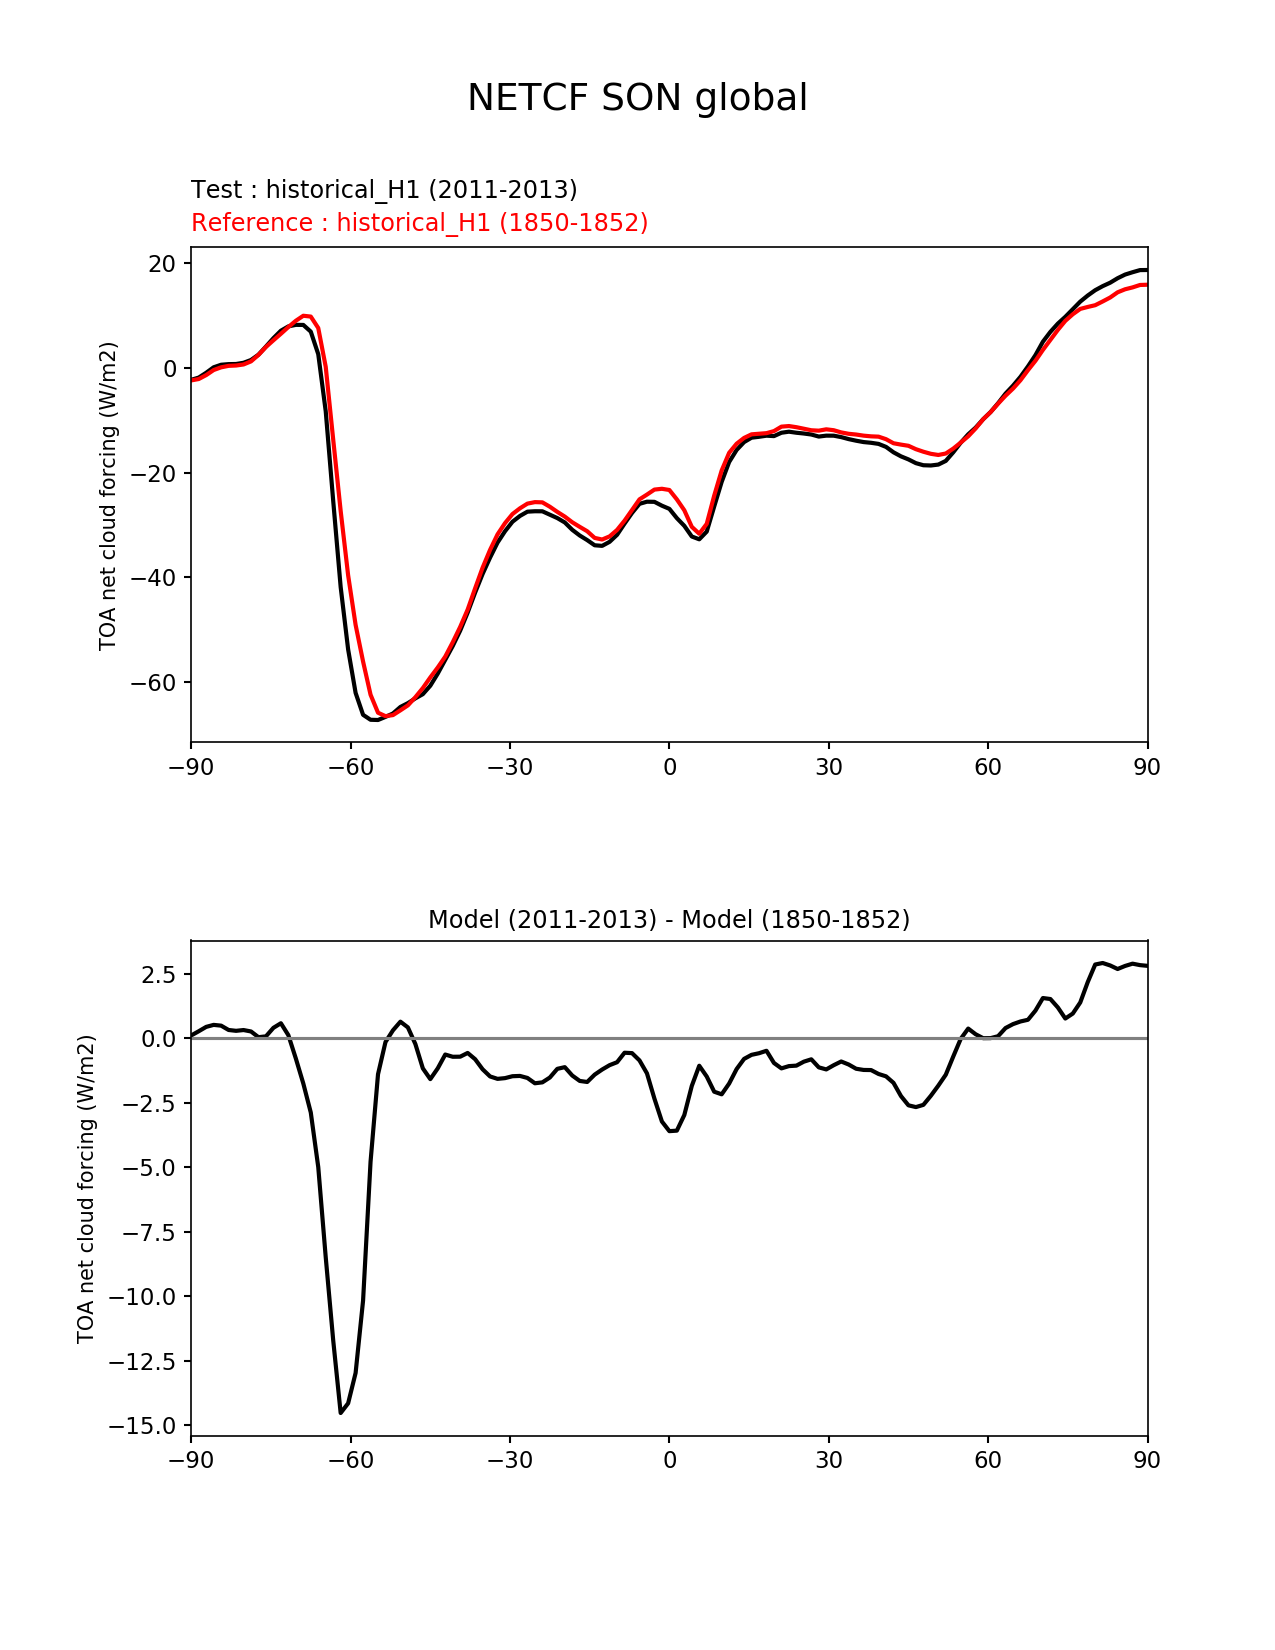 NETCF SON global
Test : historical_H1 (2011-2013)
Reference : historical_H1 (1850-1852)
20
0
−20
−40
−60
TOA net cloud forcing (W/m2)
−90 −60 −30 0 30 60 90
Model (2011-2013) - Model (1850-1852)
2.5
0.0
−2.5
−5.0
−7.5
−10.0
−12.5
−15.0
TOA net cloud forcing (W/m2)
−90 −60 −30 0 30 60 90